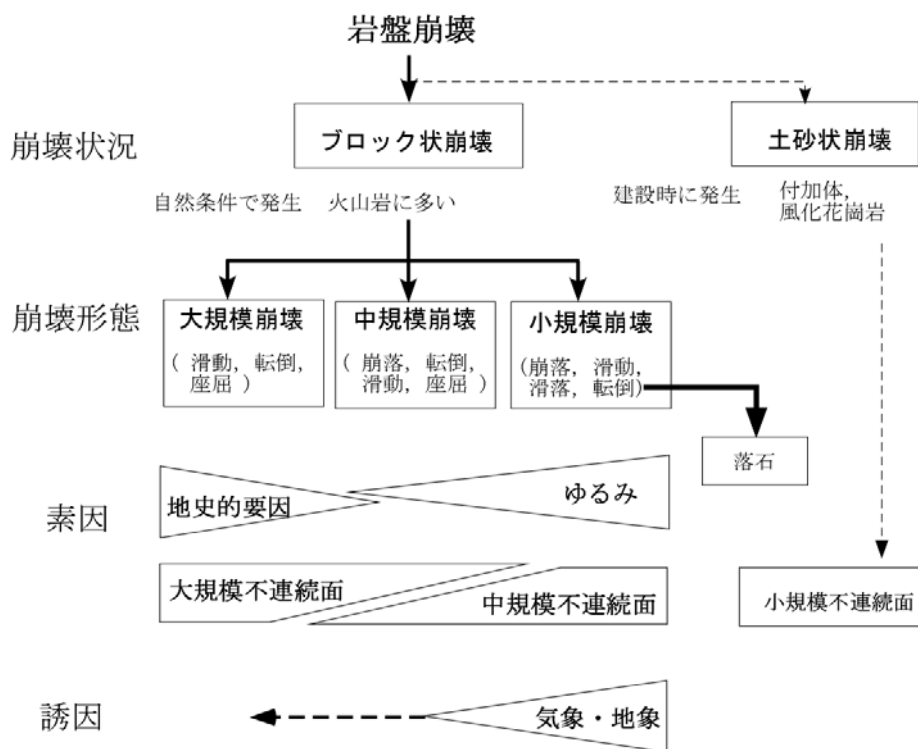 岩盤崩壊
崩壊状況
ブロック状崩壊
土砂状崩壊
自然条件で発生 火山岩に多い
建設時に発生
付加体,
風化花崗岩
崩壊形態
大規模崩壊
( 滑動, 転倒,
座屈 )
中規模崩壊
( 崩落, 転倒,
滑動, 座屈 )
小規模崩壊
(崩落, 滑動,
滑落, 転倒)
落石
素因
地史的要因
ゆるみ
大規模不連続面
中規模不連続面
小規模不連続面
誘因
気象・地象